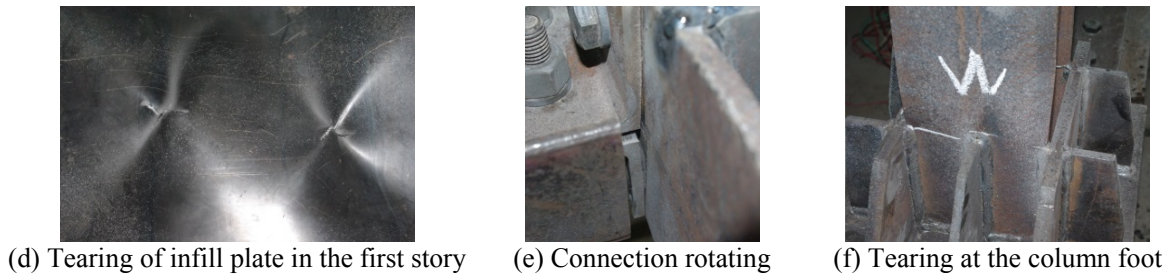 W
(d) Tearing of infill plate in the first story (e) Connection rotating (f) Tearing at the column foot